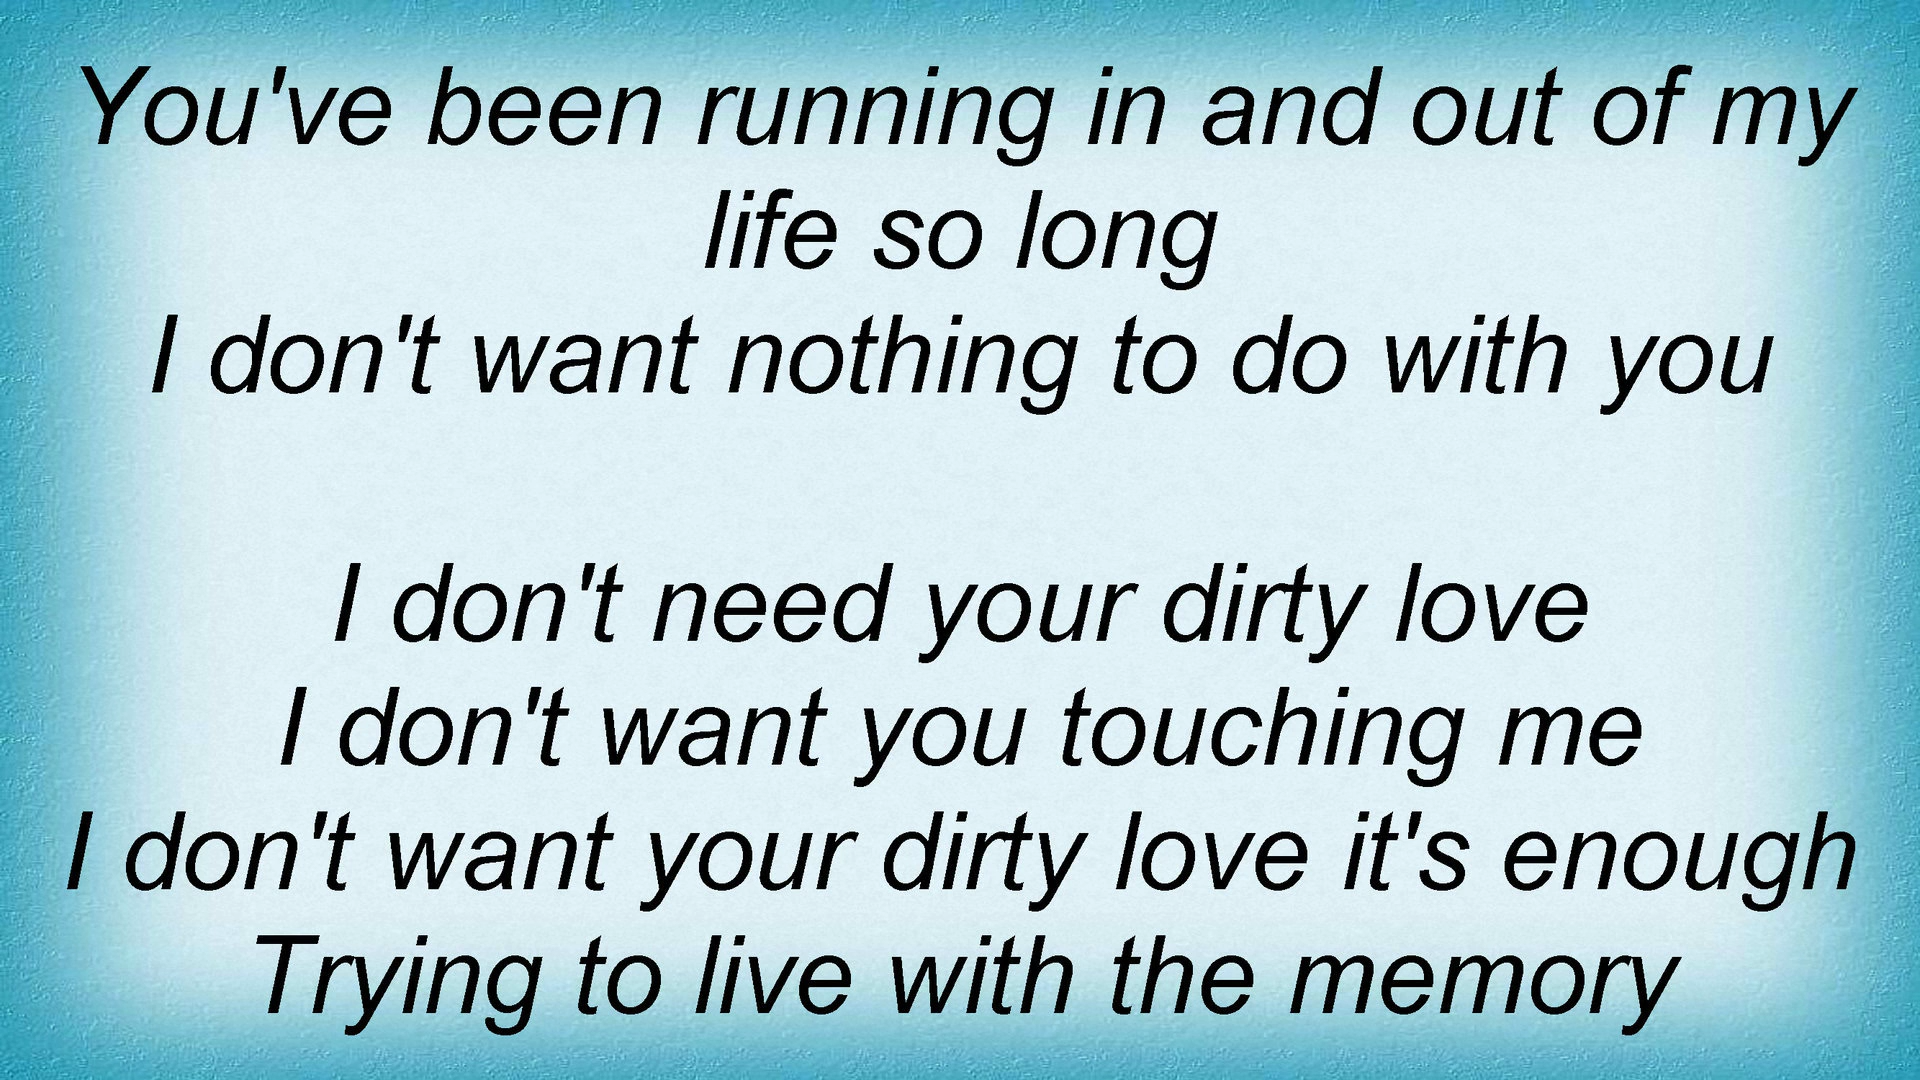 You've been running in and out of my
life so long
I don't want nothing to do with you
I don't need your dirty love
I don't want you touching me
I don't want your dirty love it's enough
Trying to live with the memory